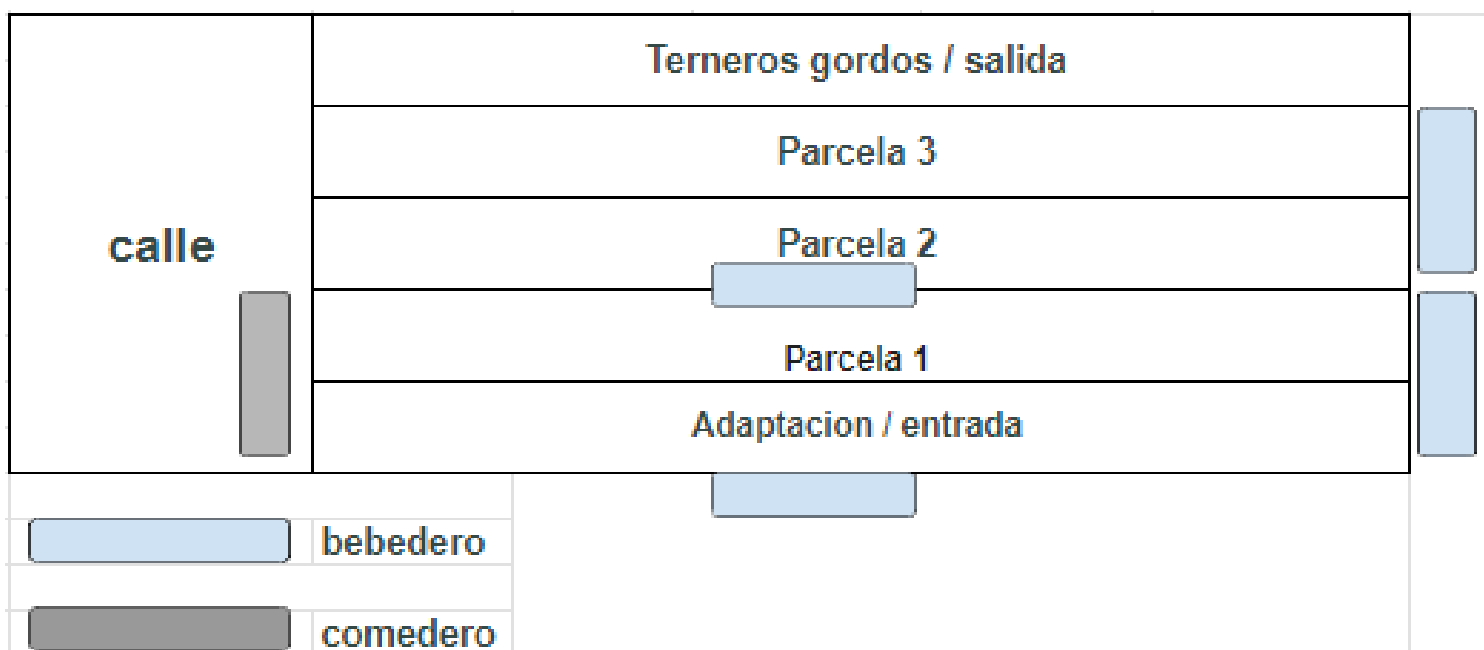 Terneros gordos / salida
Parcela 3
calle
Parcela 2
Parcela 1
Adaptacion / entrada
bebedero
comedero